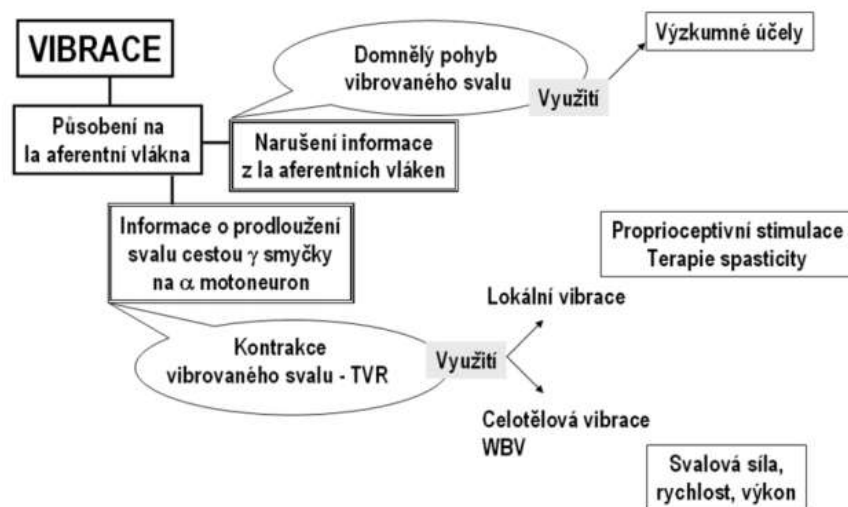 VIBRACE
Působení na
Ia aferentní vlákna
Domnělý pohyb
vibrovaného svalu
Využití
Výzkumné účely
Narušení informace
z Ia aferentních vláken
Informace o prodloužení
svalu cestou γ smyčky
na α motoneuron
Kontrakce
vibrovaného svalu - TVR
Využití
Lokální vibrace
Proprioceptivní stimulace
Terapie spasticity
Celotělová vibrace
WBV
Svalová síla,
rychlost, výkon